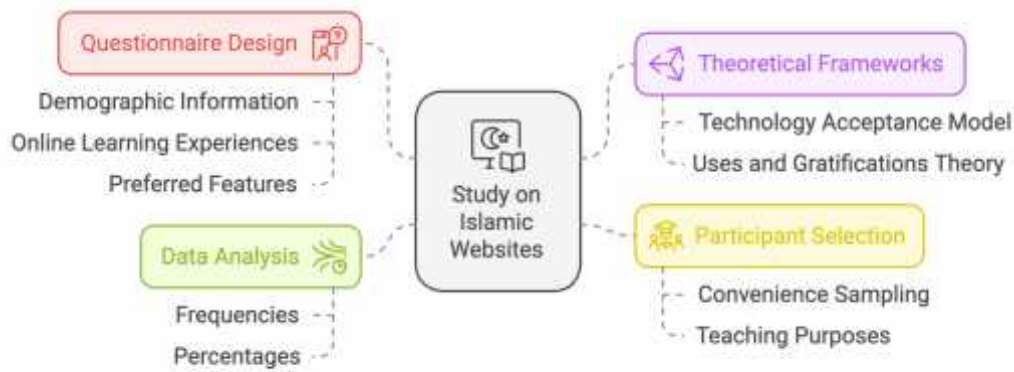 Questionnaire Design
Demographic Information
Online Learning Experiences
Preferred Features
Data Analysis
Frequencies
Percentages
Study on
Islamic
Websites
Theoretical Frameworks
Technology Acceptance Model
Uses and Gratifications Theory
Participant Selection
Convenience Sampling
Teaching Purposes